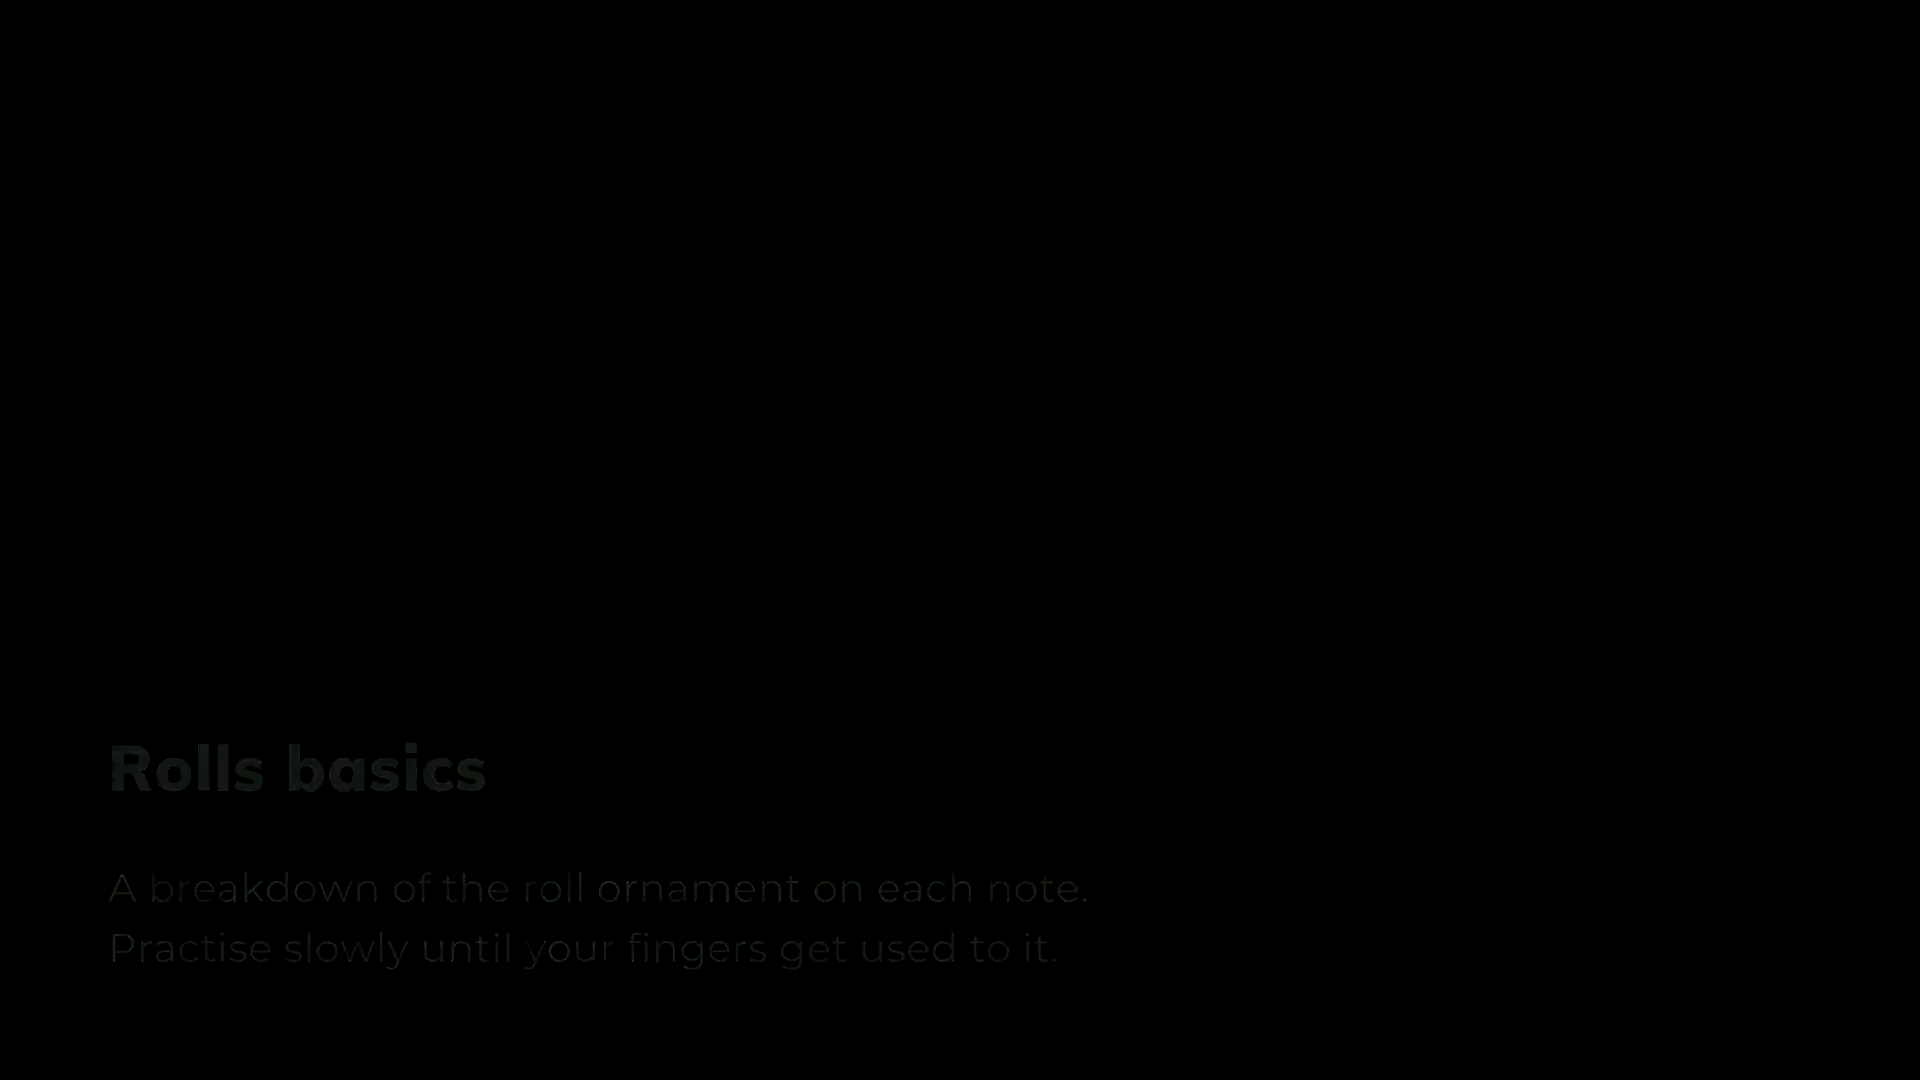 Rolls basics
A breakdown of the roll ornament on each note.
Practise slowly until your fingers get used to it.